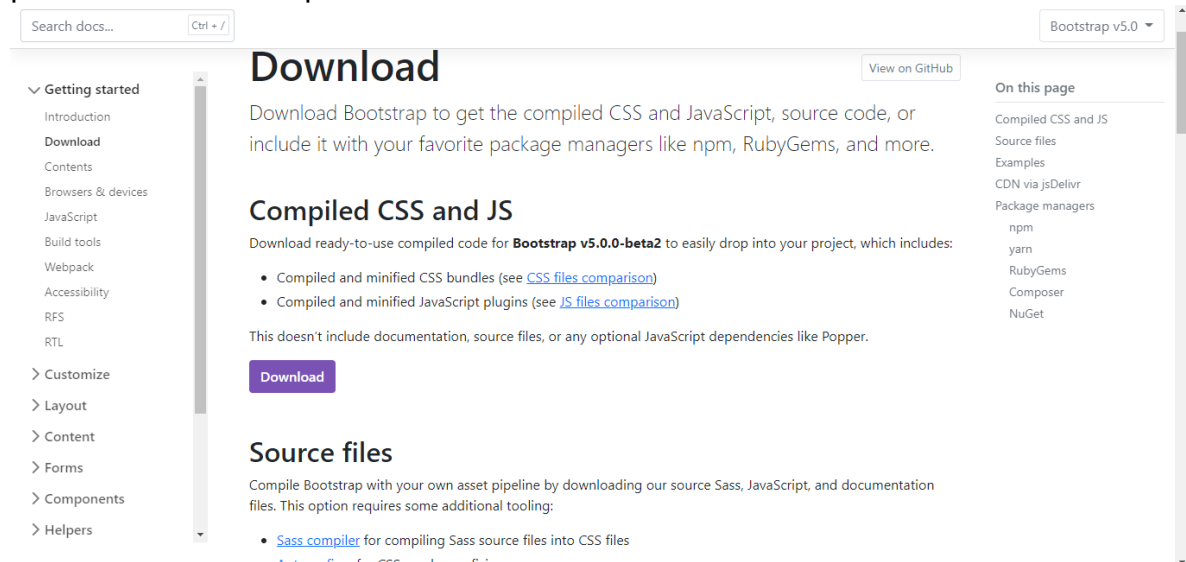 Search docs...
Ctrl + /
Bootstrap v5.0
Getting started
Introduction
Download
Contents
Browsers & devices
JavaScript
Build tools
Webpack
Accessibility
RFS
RTL
Customize
Layout
Content
Forms
Components
Helpers
Download
View on GitHub
Download Bootstrap to get the compiled CSS and JavaScript, source code, or
include it with your favorite package managers like npm, RubyGems, and more.
Compiled CSS and JS
Download ready-to-use compiled code for Bootstrap v5.0.0-beta2 to easily drop into your project, which includes:
• Compiled and minified CSS bundles (see CSS files comparison)
• Compiled and minified JavaScript plugins (see JS files comparison)
This doesn't include documentation, source files, or any optional JavaScript dependencies like Popper.
Download
Source files
Compile Bootstrap with your own asset pipeline by downloading our source Sass, JavaScript, and documentation
files. This option requires some additional tooling:
• Sass compiler for compiling Sass source files into CSS files
On this page
Compiled CSS and JS
Source files
Examples
CDN via jsDelivr
Package managers
npm
yarn
RubyGems
Composer
NuGet